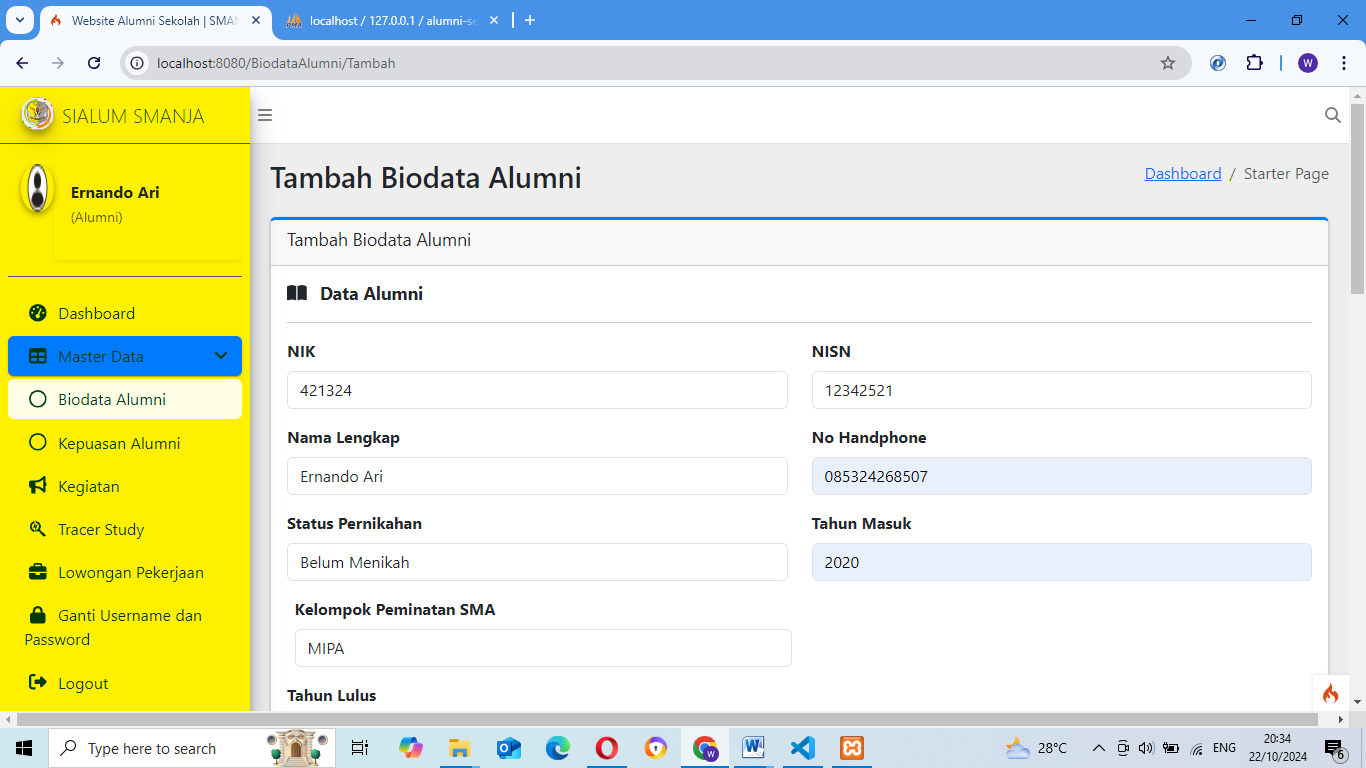 Website Alumni Sekolah | SMAN
localhost / 127.0.0.1 / alumni-se
localhost:8080/BiodataAlumni/Tambah
W
SIALUM SMANJA
Ernando Ari
(Alumni)
Dashboard
Master Data
Biodata Alumni
Kepuasan Alumni
Kegiatan
Tracer Study
Lowongan Pekerjaan
Ganti Username dan
Password
Logout
Tambah Biodata Alumni
Dashboard / Starter Page
Tambah Biodata Alumni
Data Alumni
NIK
421324
NISN
12342521
Nama Lengkap
Ernando Ari
No Handphone
085324268507
Status Pernikahan
Belum Menikah
Tahun Masuk
2020
Kelompok Peminatan SMA
MIPA
Tahun Lulus
Type here to search
28°C
ENG
20:34
22/10/2024
6